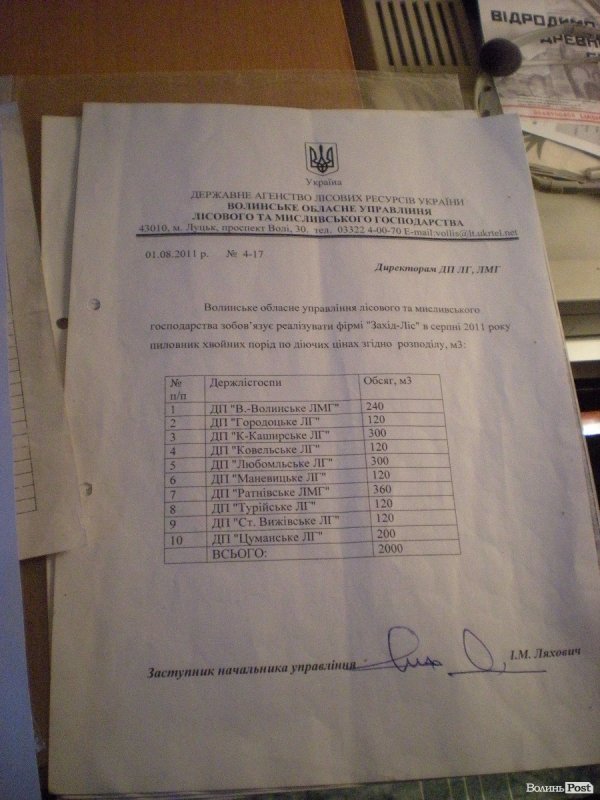 ВІДРОДИМО
ДРЕВНЮ
Україна
ДЕРЖАВНЕ АГЕНСТВО ЛІСОВИХ РЕСУРСІВ УКРАЇНИ
ВОЛИНСЬКЕ ОБЛАСНЕ УПРАВЛІННЯ
ЛІСОВОГО ТА МИСЛИВСЬКОГО ГОСПОДАРСТВА
43010, м. Луцьк, проспект Волі, 30, тел. 03322 4-00-70 E-mail:vollis@lt.ukrtel.net
01.08.2011 р. № 4-17
Директорам ДП ЛГ, ЛМГ
Волинське обласне управління лісового та мисливського
господарства зобов'язує реалізувати фірмі "Захід-Ліс" в серпні 2011 року
пиловник хвойних порід по діючих цінах згідно розподілу, м3:
№ п/п Держлістоспи Обсяг, м3
1 ДП "В.-Волинське ЛМГ" 240
2 ДП "Городоцьке ЛГ" 120
3 ДП "К-Каширське ЛГ" 300
4 ДП "Ковельське ЛГ" 120
5 ДП "Любомльське ЛГ" 300
6 ДП "Маневицьке ЛГ" 120
7 ДП "Ратнівське ЛМГ" 360
8 ДП "Турійське ЛГ" 120
9 ДП "Ст. Вижівське ЛГ" 120
10 ДП "Цуманське ЛГ" 200
ВСЬОГО: 2000
Заступник начальника управління І.М. Ляхович
ВолиньPost